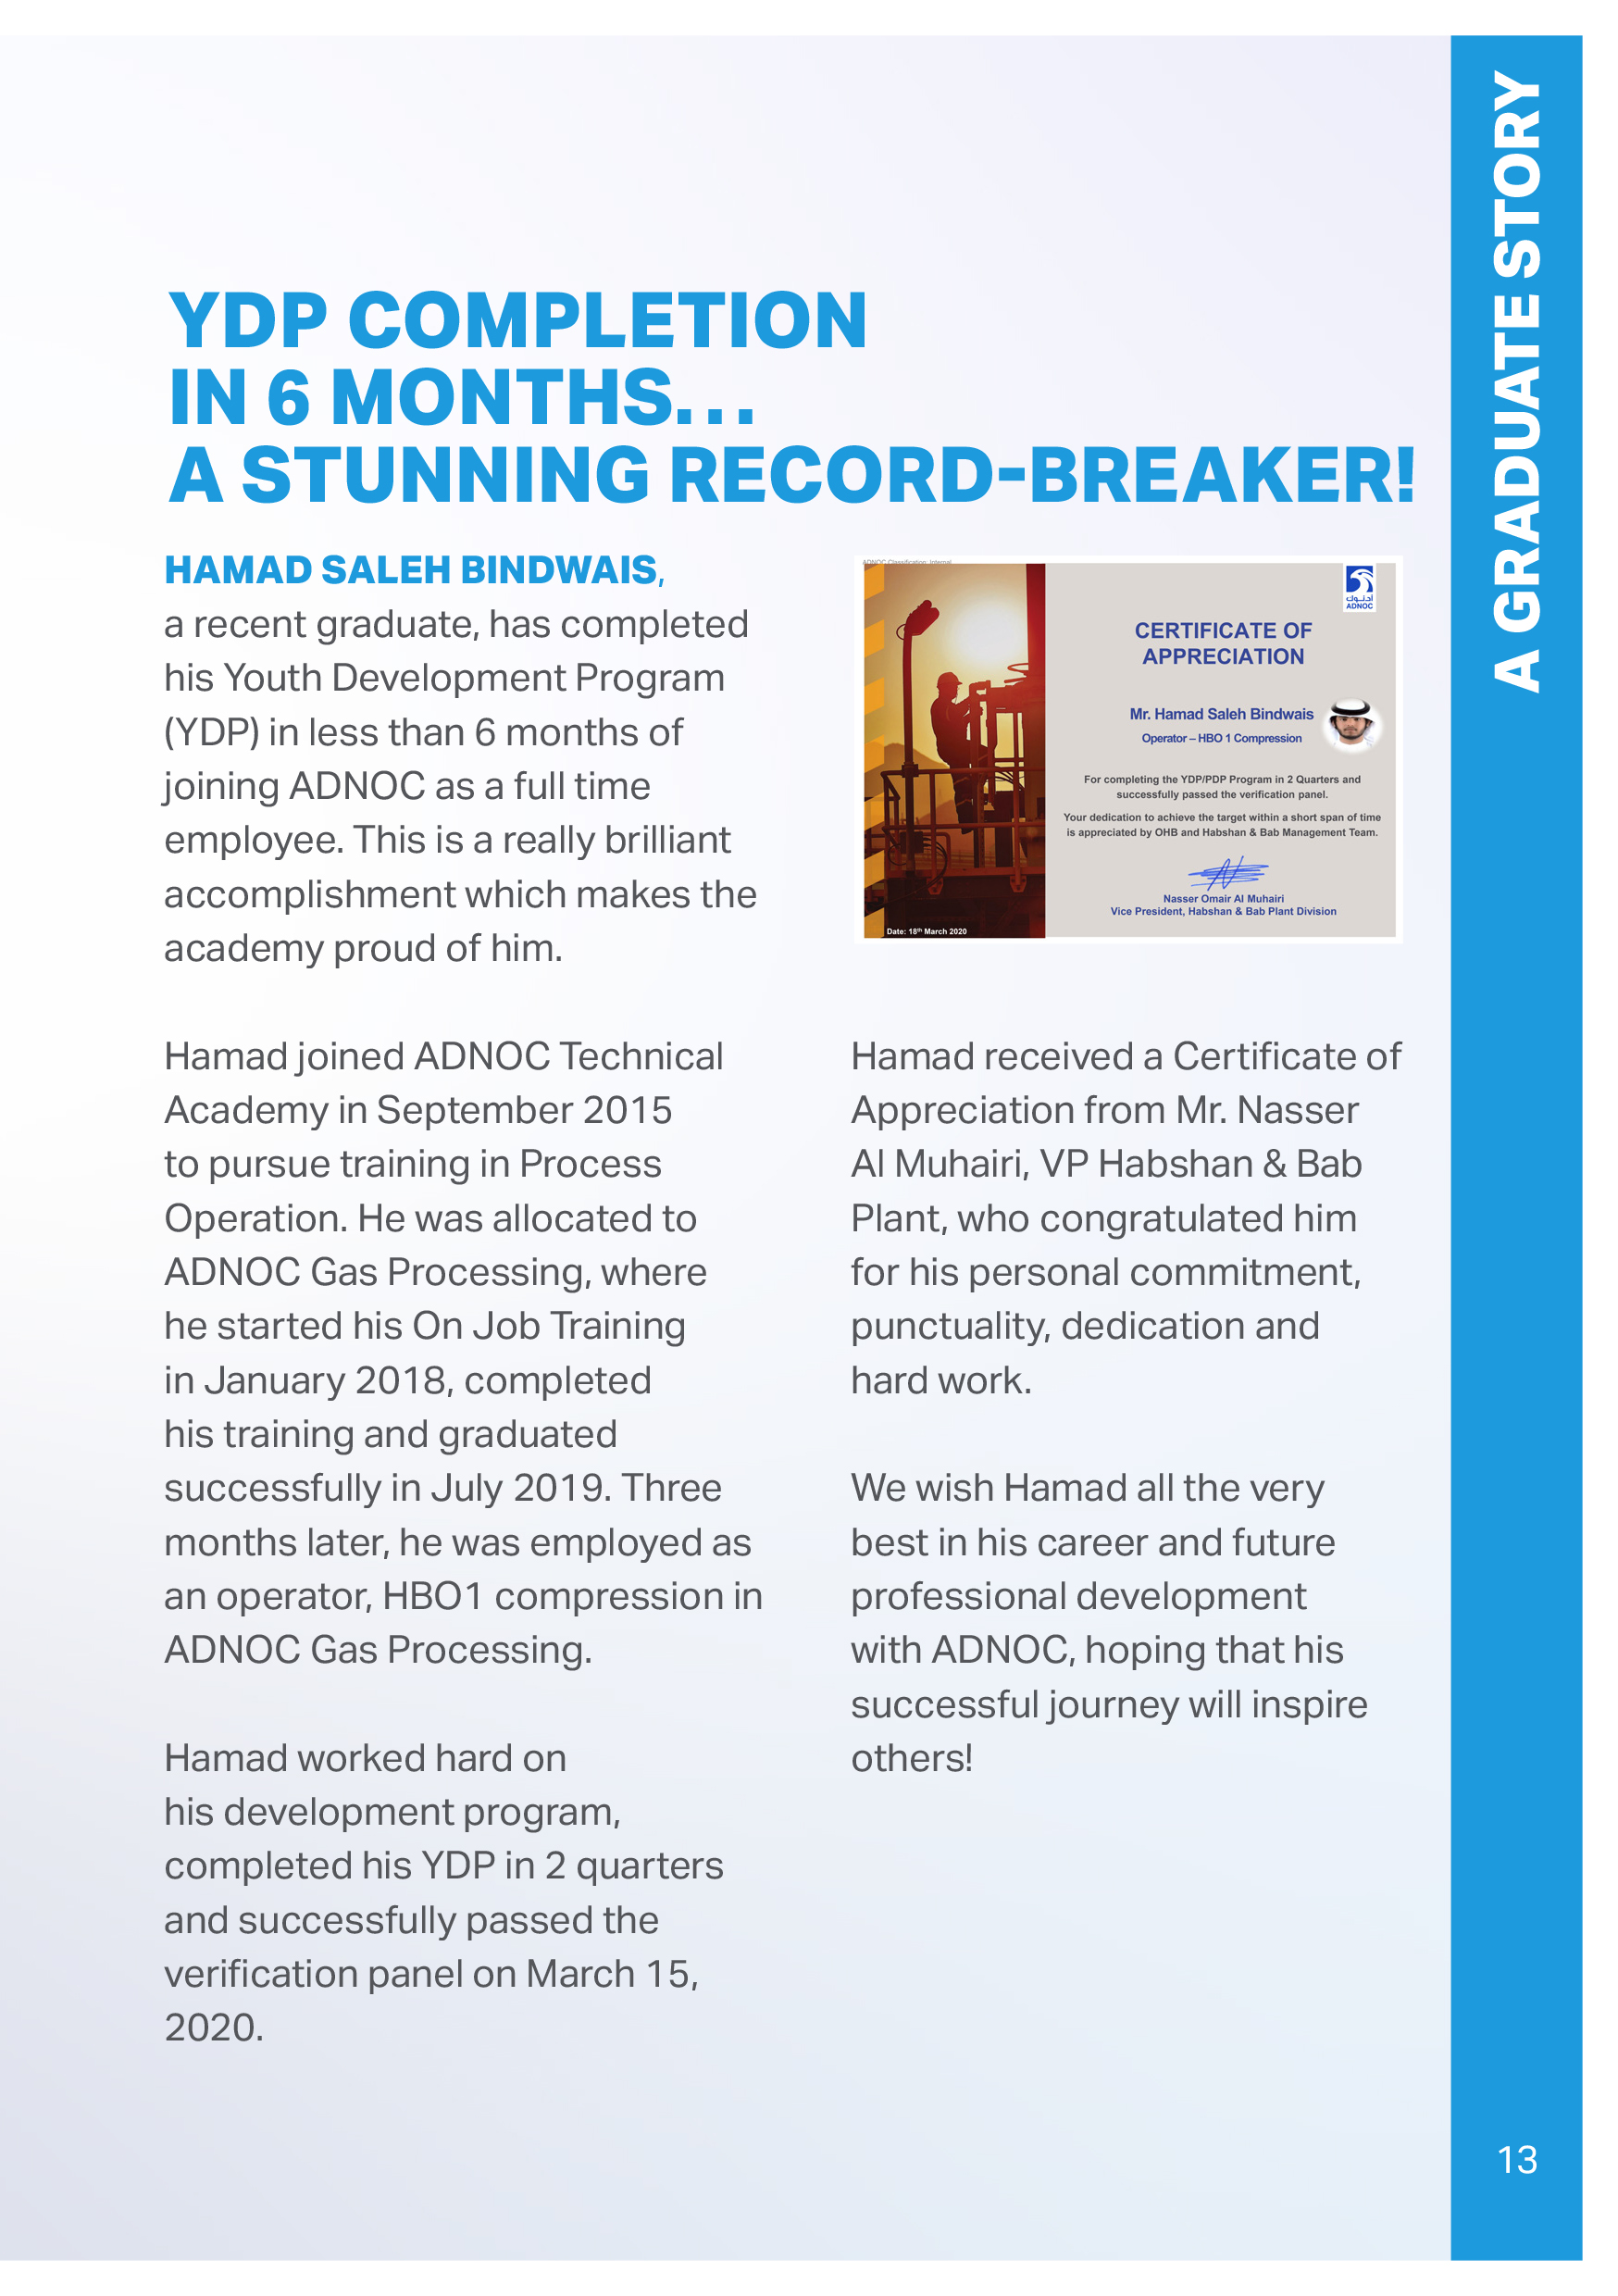 A GRADUATE STORY
YDP COMPLETION
IN 6 MONTHS...
A STUNNING RECORD-BREAKER!
HAMAD SALEH BINDWAIS,
a recent graduate, has completed
his Youth Development Program
(YDP) in less than 6 months of
joining ADNOC as a full time
employee. This is a really brilliant
accomplishment which makes the
academy proud of him.
Hamad joined ADNOC Technical
Academy in September 2015
to pursue training in Process
Operation. He was allocated to
ADNOC Gas Processing, where
he started his On Job Training
in January 2018, completed
his training and graduated
successfully in July 2019. Three
months later, he was employed as
an operator, HBO1 compression in
ADNOC Gas Processing.
Hamad worked hard on
his development program,
completed his YDP in 2 quarters
and successfully passed the
verification panel on March 15,
2020.
ADNOC Classification: Internal
أدنوك
ADNOC
CERTIFICATE OF
APPRECIATION
Mr. Hamad Saleh Bindwais
Operator – HBO 1 Compression
For completing the YDP/PDP Program in 2 Quarters and
successfully passed the verification panel.
Your dedication to achieve the target within a short span of time
is appreciated by OHB and Habshan & Bab Management Team.
Nasser Omair Al Muhairi
Vice President, Habshan & Bab Plant Division
Date: 18th March 2020
Hamad received a Certificate of
Appreciation from Mr. Nasser
Al Muhairi, VP Habshan & Bab
Plant, who congratulated him
for his personal commitment,
punctuality, dedication and
hard work.
We wish Hamad all the very
best in his career and future
professional development
with ADNOC, hoping that his
successful journey will inspire
others!
13